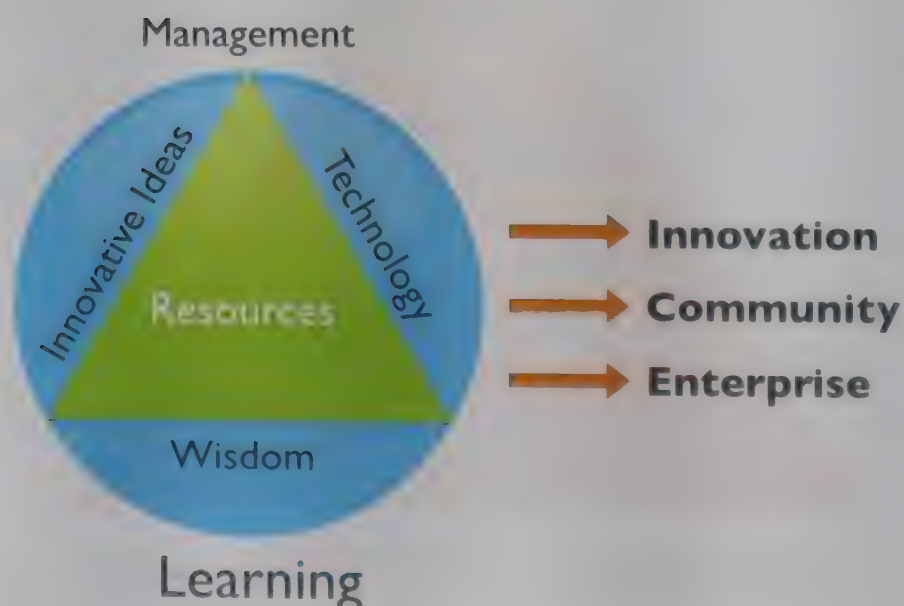 Management
Innovative Ideas
Technology
Resources
Wisdom
Learning
Innovation
Community
Enterprise